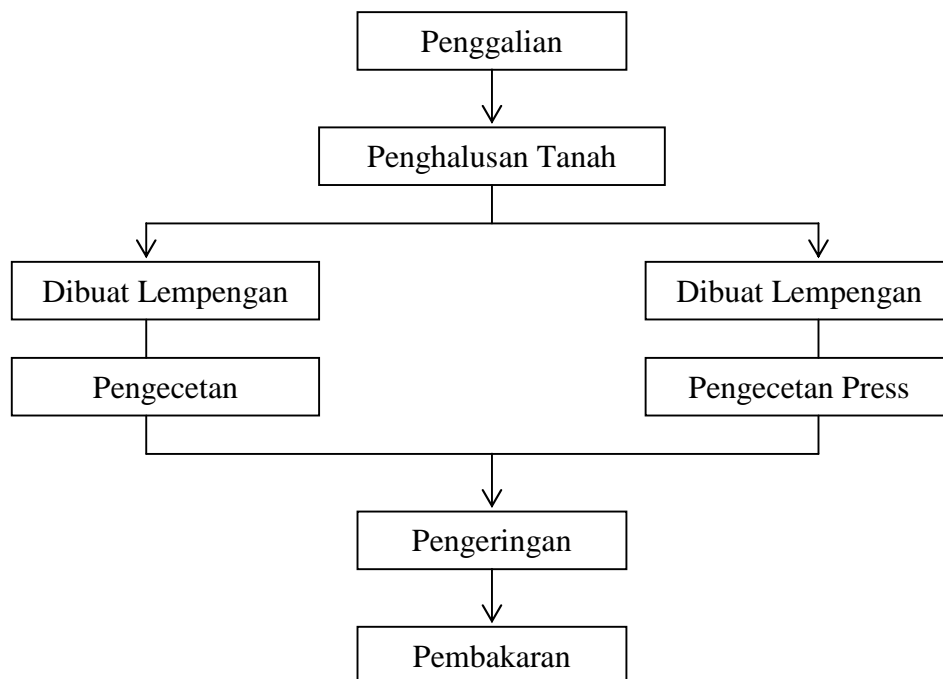 Penggalian
Penghalusan Tanah
Dibuat Lempengan
Dibuat Lempengan
Pengecetan
Pengecetan Press
Pengeringan
Pembakaran